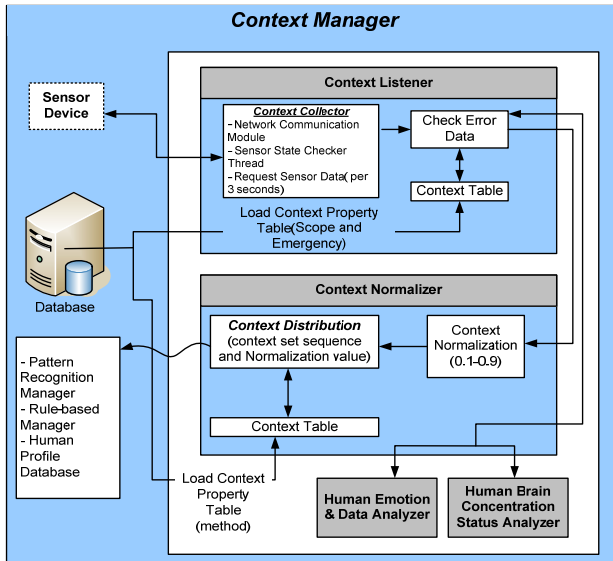 Context Manager
Sensor
Device
Context Listener
Context Collector
- Network Communication
Module
- Sensor State Checker
Thread
- Request Sensor Data( per
3 seconds)
Check Error
Data
Context Table
Load Context Property
Table(Scope and
Emergency)
Database
Context Normalizer
Context Distribution
(context set sequence
and Normalization value)
Context
Normalization
(0.1-0.9)
Context Table
- Pattern
Recognition
Manager
- Rule-based
Manager
- Human
Profile
Database
Load Context
Property
Table
(method)
Human Emotion
& Data Analyzer
Human Brain
Concentration
Status Analyzer